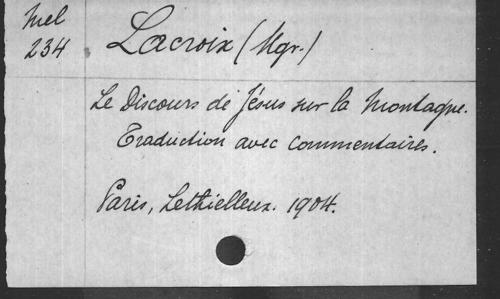 Mel
234
Lacroix (Mgr.)
Le Discours de Jésus sur la Montagne.
Traduction avec commentaires.
Paris, Lethielleux. 1904.